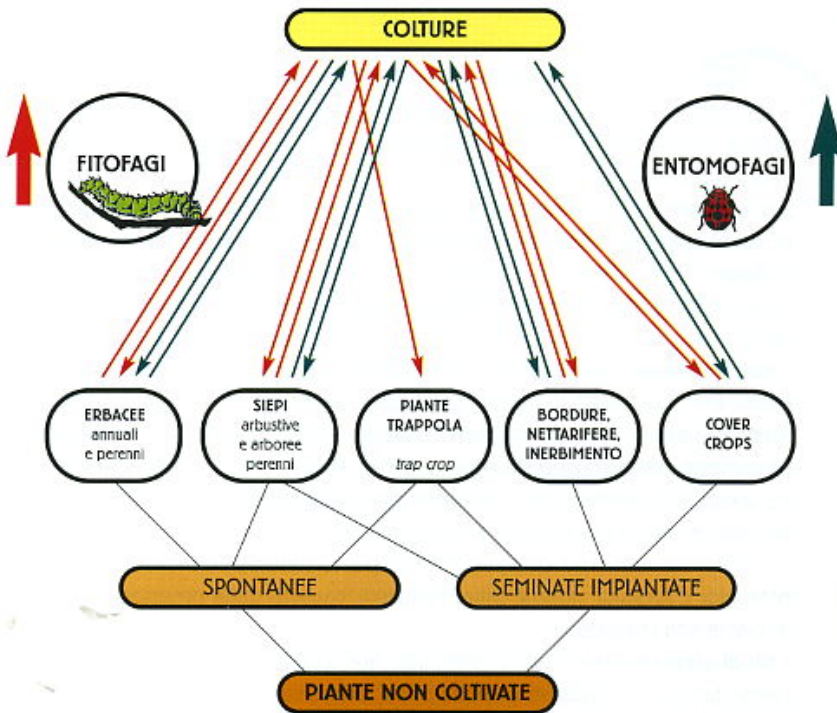 COLTURE
FITOFAGI
ENTOMOFAGI
ERBACEE
annuali
e perenni
SIEPI
arbustive
e arboree
perenni
PIANTE
TRAPPOLA
trap crop
BORDURE,
NETTARIFERE,
INERBIMENTO
COVER
CROPS
SPONTANEE
SEMINATE IMPIANTATE
PIANTE NON COLTIVATE